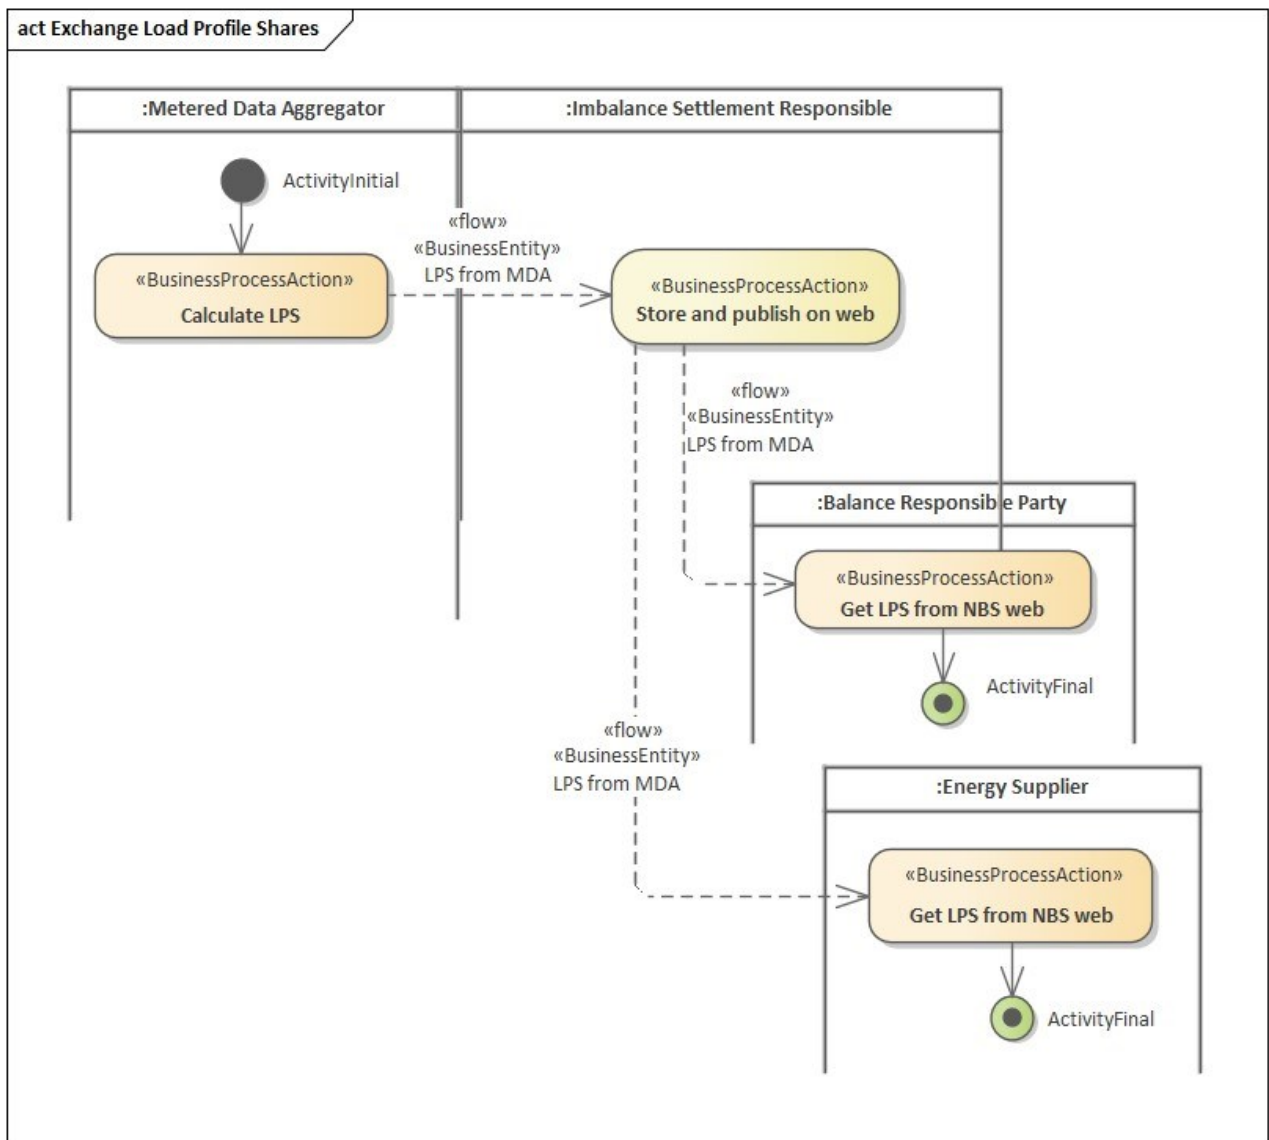 act Exchange Load Profile Shares
:Metered Data Aggregator
:Imbalance Settlement Responsible
ActivityInitial
«flow»
«BusinessEntity»
LPS from MDA
«BusinessProcessAction»
Calculate LPS
«BusinessProcessAction»
Store and publish on web
«flow»
«BusinessEntity»
LPS from MDA
:Balance Responsible Party
«BusinessProcessAction»
Get LPS from NBS web
ActivityFinal
«flow»
«BusinessEntity»
LPS from MDA
:Energy Supplier
«BusinessProcessAction»
Get LPS from NBS web
ActivityFinal